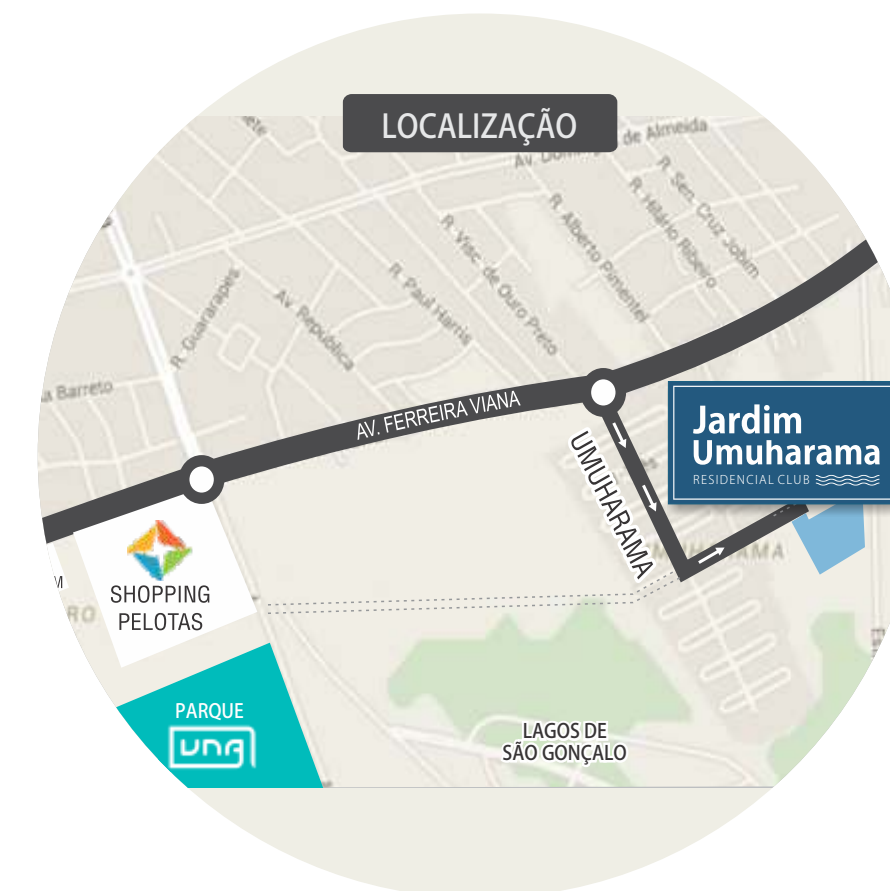 LOCALIZAÇÃO
de Almeida
R. Sen. Cruz Jobim
R. Hilário Ribeiro
R. Alberto Pimentel
R. Visc. de Ouro Preto
R. Paul Harris
Av. República
R. Guararapes
Barreto
AV. FERREIRA VIANA
Jardim
Umuharama
RESIDENCIAL CLUB
UMUHARAMA
SHOPPING
PELOTAS
PARQUE
una
LAGOS DE
SÃO GONÇALO